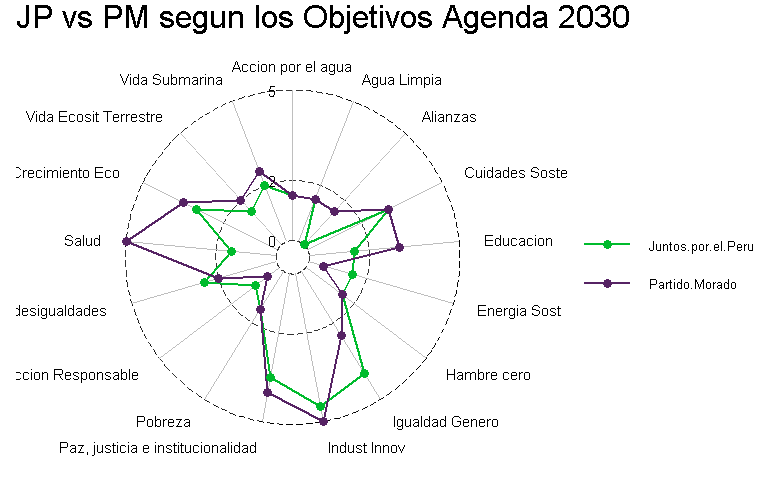 JP vs PM segun los Objetivos Agenda 2030
Accion por el agua
Vida Submarina
Agua Limpia
5
Vida Ecosit Terrestre
Alianzas
Crecimiento Eco
Cuidades Soste
2
Salud
0
Educacion
Juntos.por.el.Peru
Partido.Morado
desigualdades
Energia Sost
ccion Responsable
Hambre cero
Pobreza
Igualdad Genero
Paz, justicia e institucionalidad
Indust Innov